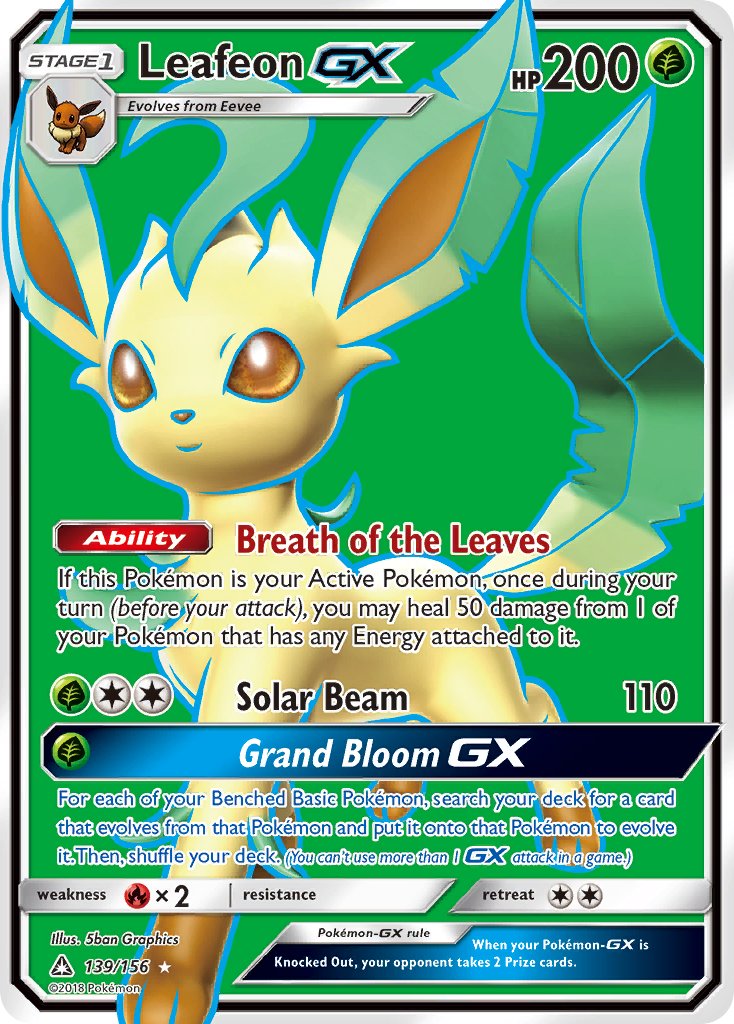 STAGE 1 Leafeon GX HP 200
Evolves from Eevee
Ability Breath of the Leaves
If this Pokémon is your Active Pokémon, once during your
turn (before your attack), you may heal 50 damage from 1 of
your Pokémon that has any Energy attached to it.
Solar Beam 110
Grand Bloom GX
For each of your Benched Basic Pokémon, search your deck for a card
that evolves from that Pokémon and put it onto that Pokémon to evolve
it. Then, shuffle your deck. (You can't use more than 1 GX attack in a game.)
weakness × 2 resistance retreat
Illus. 5ban Graphics
Pokémon-GX rule
When your Pokémon-GX is
Knocked Out, your opponent takes 2 Prize cards.
139/156
©2018 Pokémon